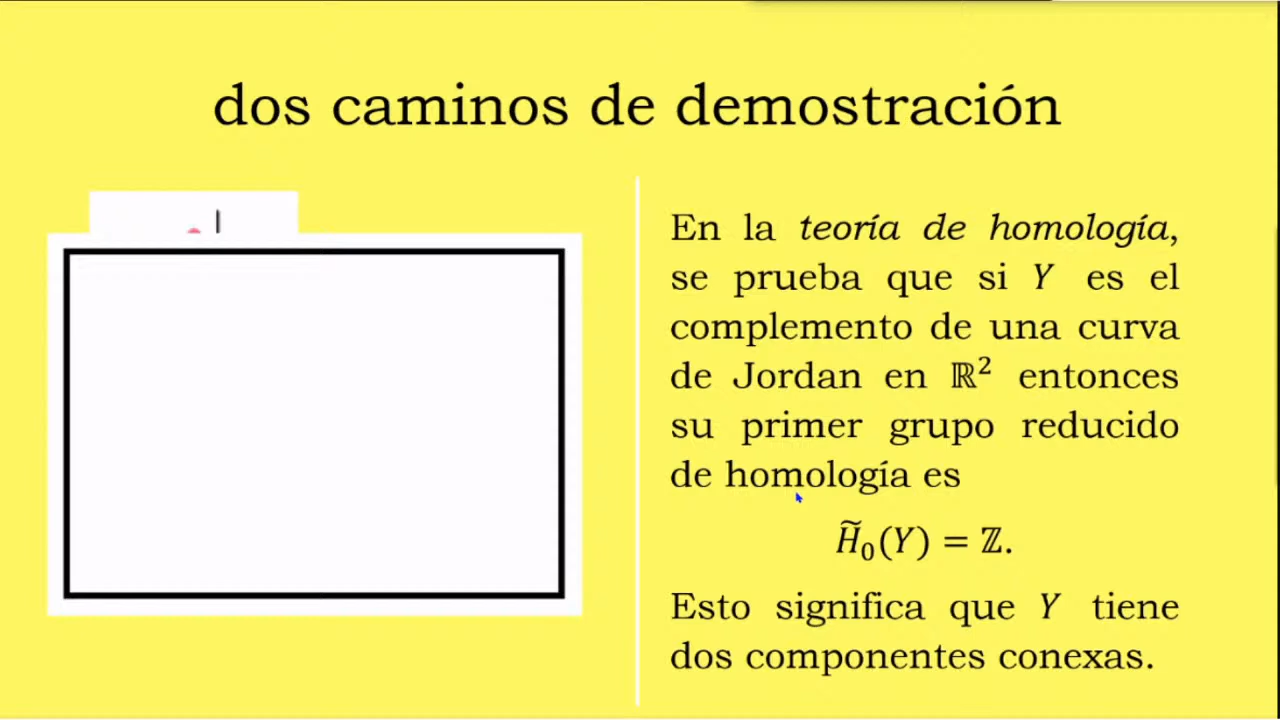 dos caminos de demostración
En la teoría de homología,
se prueba que si Y es el
complemento de una curva
de Jordan en ℝ² entonces
su primer grupo reducido
de homología es
H̃₀(Y) = ℤ.
Esto significa que Y tiene
dos componentes conexas.